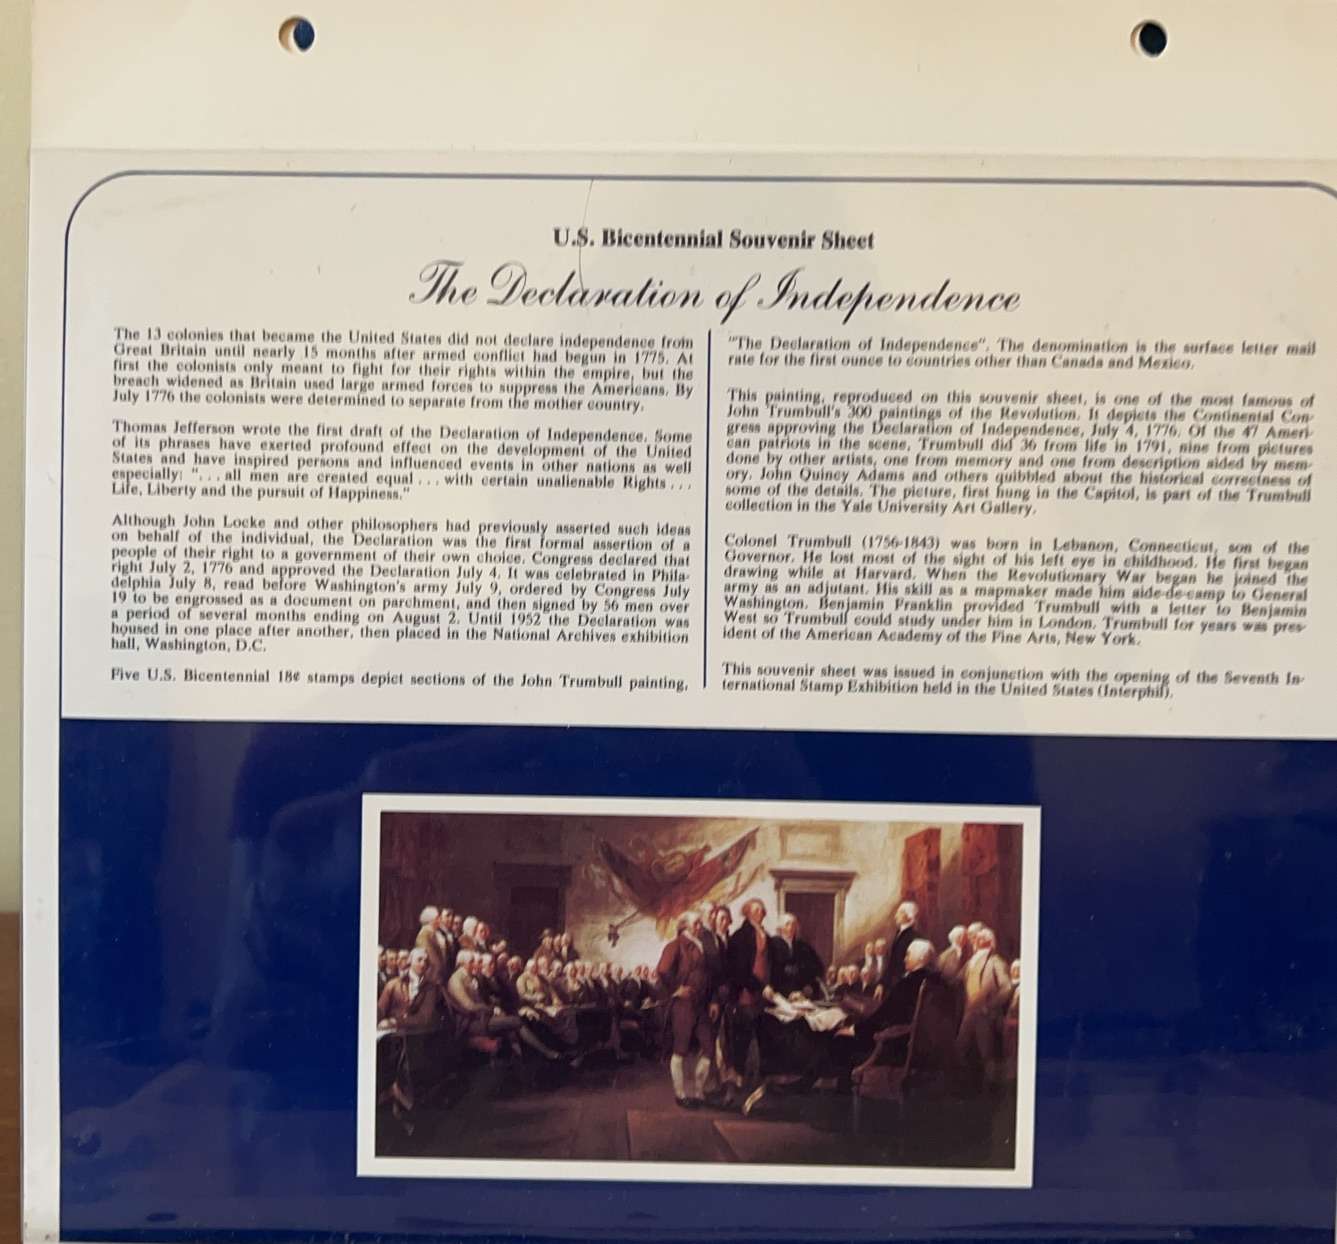 U.S. Bicentennial Souvenir Sheet
The Declaration of Independence
The 13 colonies that became the United States did not declare independence from
Great Britain until nearly 15 months after armed conflict had begun in 1775. At
first the colonists only meant to fight for their rights within the empire, but the
breach widened as Britain used large armed forces to suppress the Americans. By
July 1776 the colonists were determined to separate from the mother country.
Thomas Jefferson wrote the first draft of the Declaration of Independence. Some
of its phrases have exerted profound effect on the development of the United
States and have inspired persons and influenced events in other nations as well
especially: "... all men are created equal ... with certain unalienable Rights ...
Life, Liberty and the pursuit of Happiness."
Although John Locke and other philosophers had previously asserted such ideas
on behalf of the individual, the Declaration was the first formal assertion of a
people of their right to a government of their own choice. Congress declared that
right July 2, 1776 and approved the Declaration July 4. It was celebrated in Phila-
delphia July 8, read before Washington's army July 9, ordered by Congress July
19 to be engrossed as a document on parchment, and then signed by 56 men over
a period of several months ending on August 2. Until 1952 the Declaration was
housed in one place after another, then placed in the National Archives exhibition
hall, Washington, D.C.
Five U.S. Bicentennial 18¢ stamps depict sections of the John Trumbull painting,
"The Declaration of Independence". The denomination is the surface letter mail
rate for the first ounce to countries other than Canada and Mexico.
This painting, reproduced on this souvenir sheet, is one of the most famous of
John Trumbull's 300 paintings of the Revolution. It depicts the Continental Con-
gress approving the Declaration of Independence, July 4, 1776. Of the 47 Ameri-
can patriots in the scene, Trumbull did 36 from life in 1791, nine from pictures
done by other artists, one from memory and one from description aided by mem-
ory. John Quincy Adams and others quibbled about the historical correctness of
some of the details. The picture, first hung in the Capitol, is part of the Trumbull
collection in the Yale University Art Gallery.
Colonel Trumbull (1756-1843) was born in Lebanon, Connecticut, son of the
Governor. He lost most of the sight of his left eye in childhood. He first began
drawing while at Harvard. When the Revolutionary War began he joined the
army as an adjutant. His skill as a mapmaker made him aide-de-camp to General
Washington. Benjamin Franklin provided Trumbull with a letter to Benjamin
West so Trumbull could study under him in London. Trumbull for years was pres-
ident of the American Academy of the Fine Arts, New York.
This souvenir sheet was issued in conjunction with the opening of the Seventh In-
ternational Stamp Exhibition held in the United States (Interphil).